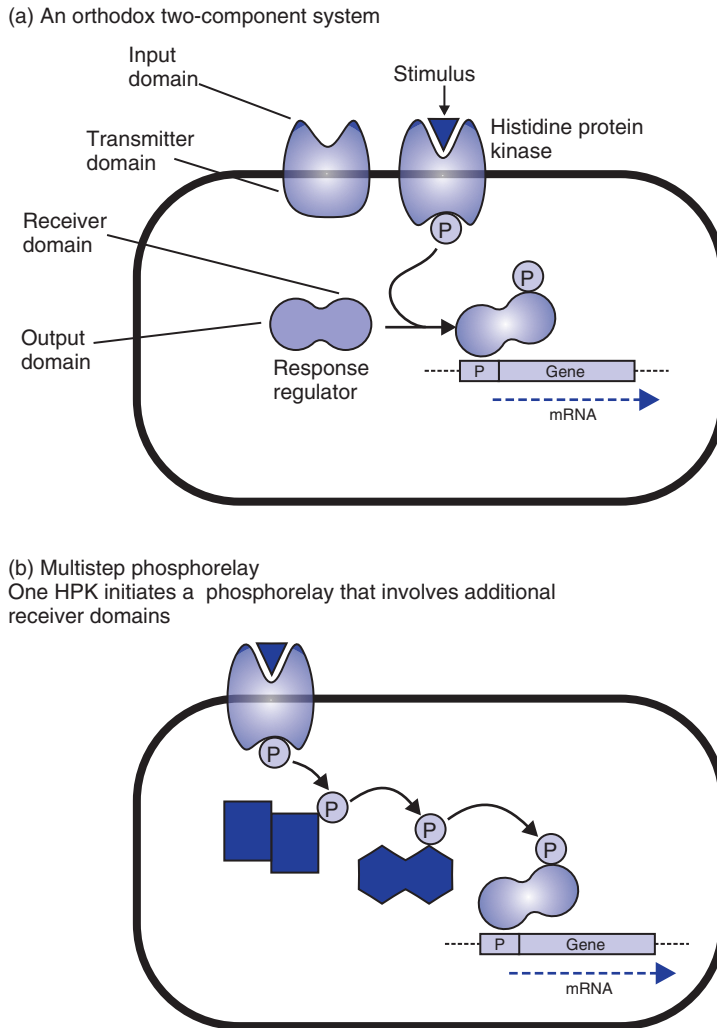 (a) An orthodox two-component system
Input
domain
Stimulus
Transmitter
domain
Histidine protein
kinase
Receiver
domain
P
P
Output
domain
Response
regulator
P Gene
mRNA
(b) Multistep phosphorelay
One HPK initiates a phosphorelay that involves additional
receiver domains
P
P
P
P
P Gene
mRNA